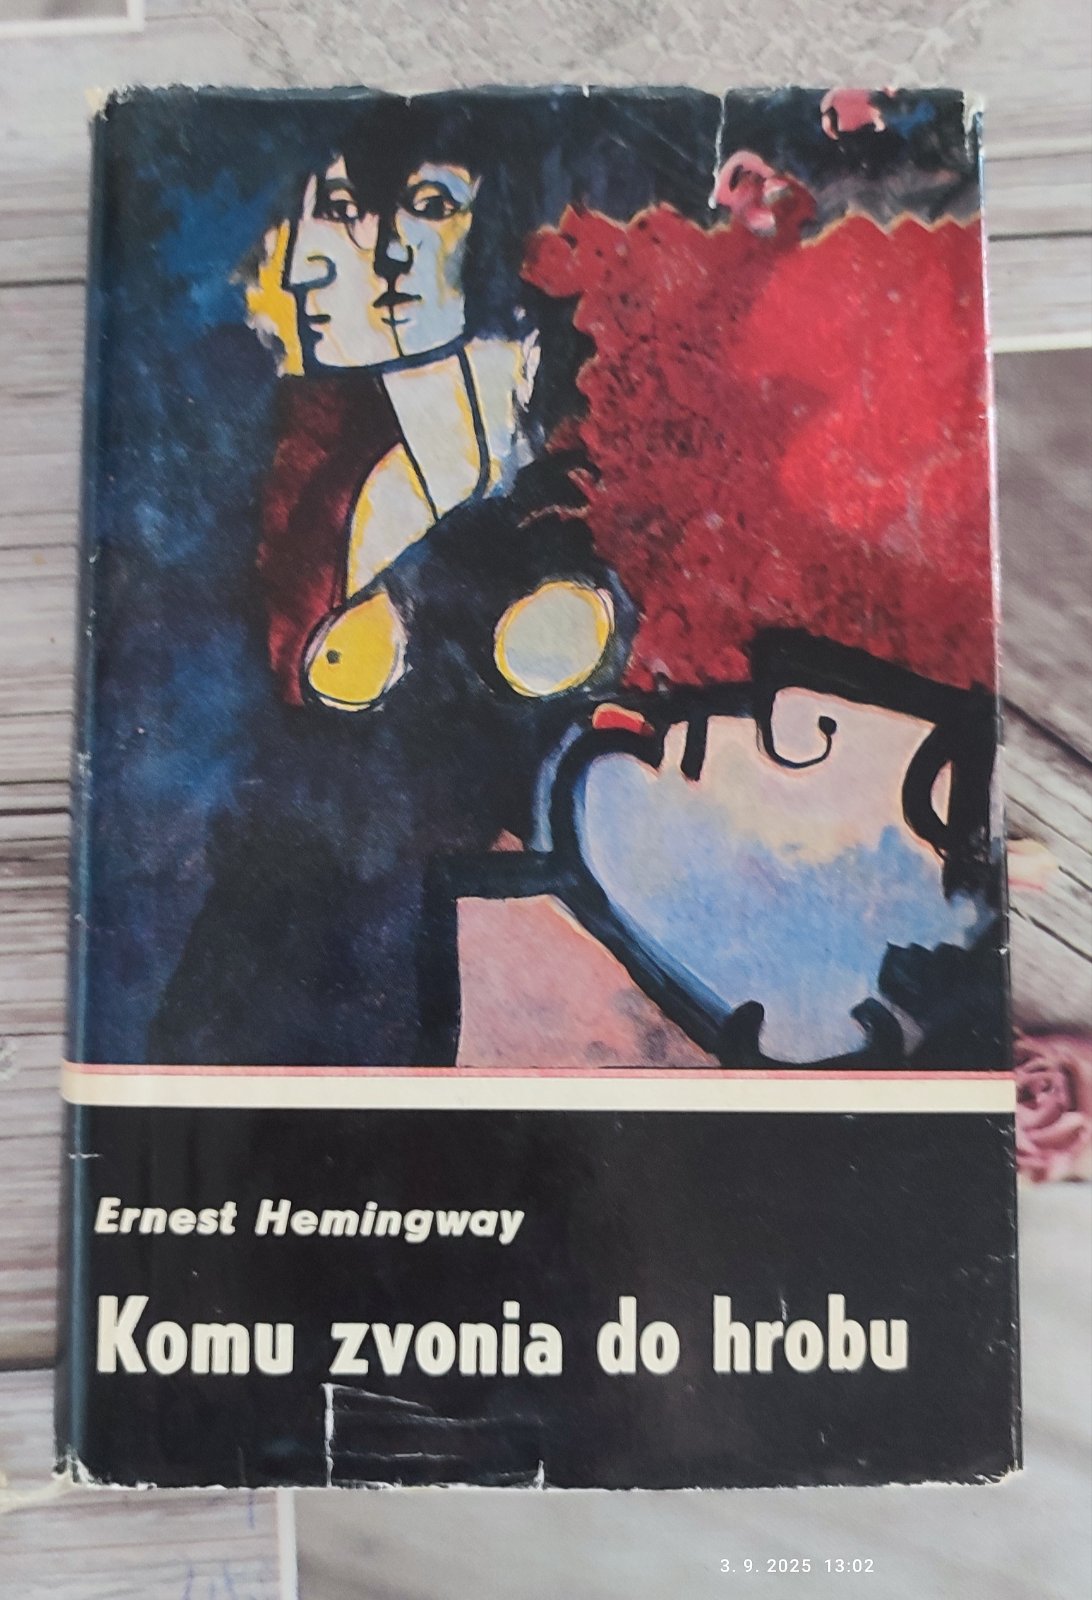 Ernest Hemingway
Komu zvonia do hrobu
3. 9. 2025 13:02